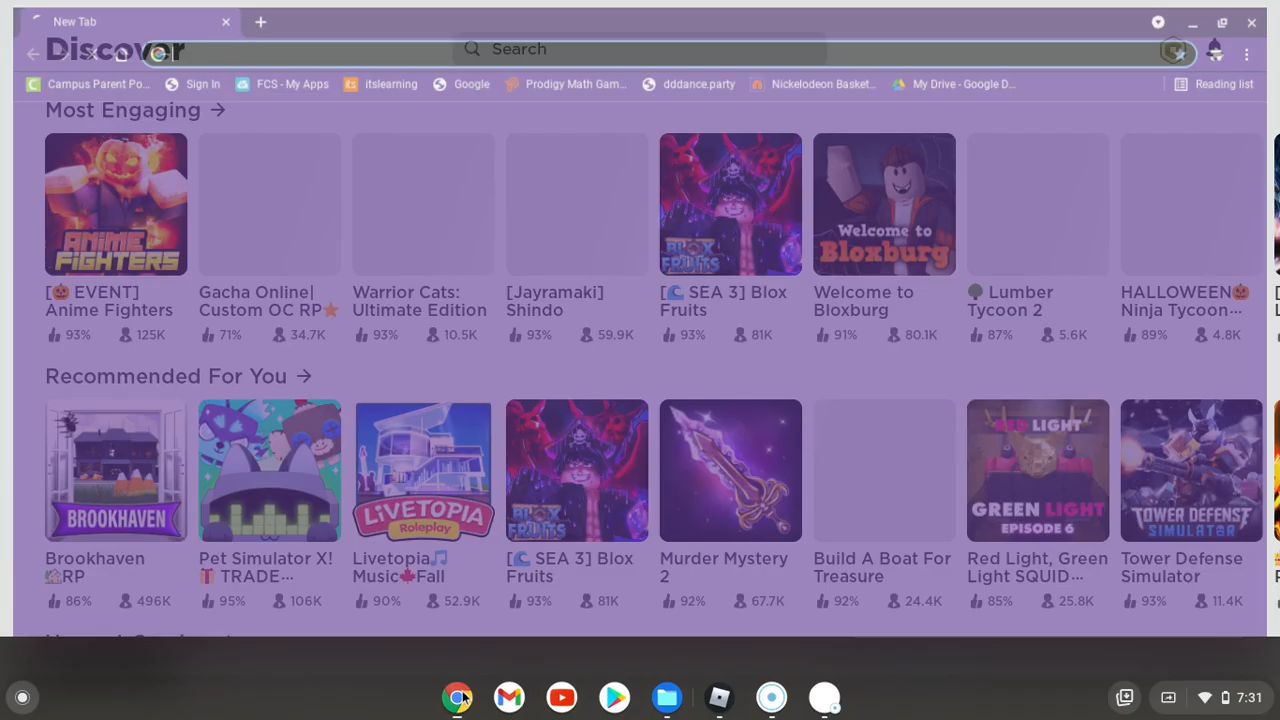 New Tab
Discover
Search
Campus Parent Po... Sign In FCS - My Apps itslearning Google Prodigy Math Gam... dddance.party Nickelodeon Basket... My Drive - Google D... Reading list
Most Engaging →
ANIME FIGHTERS
BLOX FRUITS
Welcome to Bloxburg
[🎃 EVENT] Anime Fighters
Gacha Online| Custom OC RP⭐
Warrior Cats: Ultimate Edition
[Jayramaki] Shindo
[🌊 SEA 3] Blox Fruits
Welcome to Bloxburg
🌳 Lumber Tycoon 2
HALLOWEEN🎃 Ninja Tycoon...
93% 125K
71% 34.7K
93% 10.5K
93% 59.9K
93% 81K
91% 80.1K
87% 5.6K
89% 4.8K
Recommended For You →
BROOKHAVEN
LIVETOPIA Roleplay
BLOX FRUITS
RED LIGHT GREEN LIGHT EPISODE 6
TOWER DEFENSE SIMULATOR
Brookhaven 🏡RP
Pet Simulator X! 🎁 TRADE...
Livetopia🎵 Music🍁Fall
[🌊 SEA 3] Blox Fruits
Murder Mystery 2
Build A Boat For Treasure
Red Light, Green Light SQUID...
Tower Defense Simulator
86% 496K
95% 106K
90% 52.9K
93% 81K
92% 67.7K
92% 24.4K
85% 25.8K
93% 11.4K
7:31